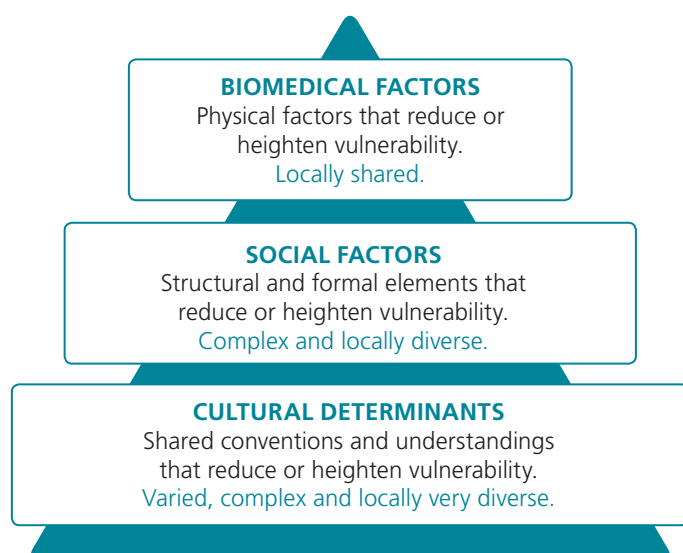 BIOMEDICAL FACTORS
Physical factors that reduce or
heighten vulnerability.
Locally shared.
SOCIAL FACTORS
Structural and formal elements that
reduce or heighten vulnerability.
Complex and locally diverse.
CULTURAL DETERMINANTS
Shared conventions and understandings
that reduce or heighten vulnerability.
Varied, complex and locally very diverse.